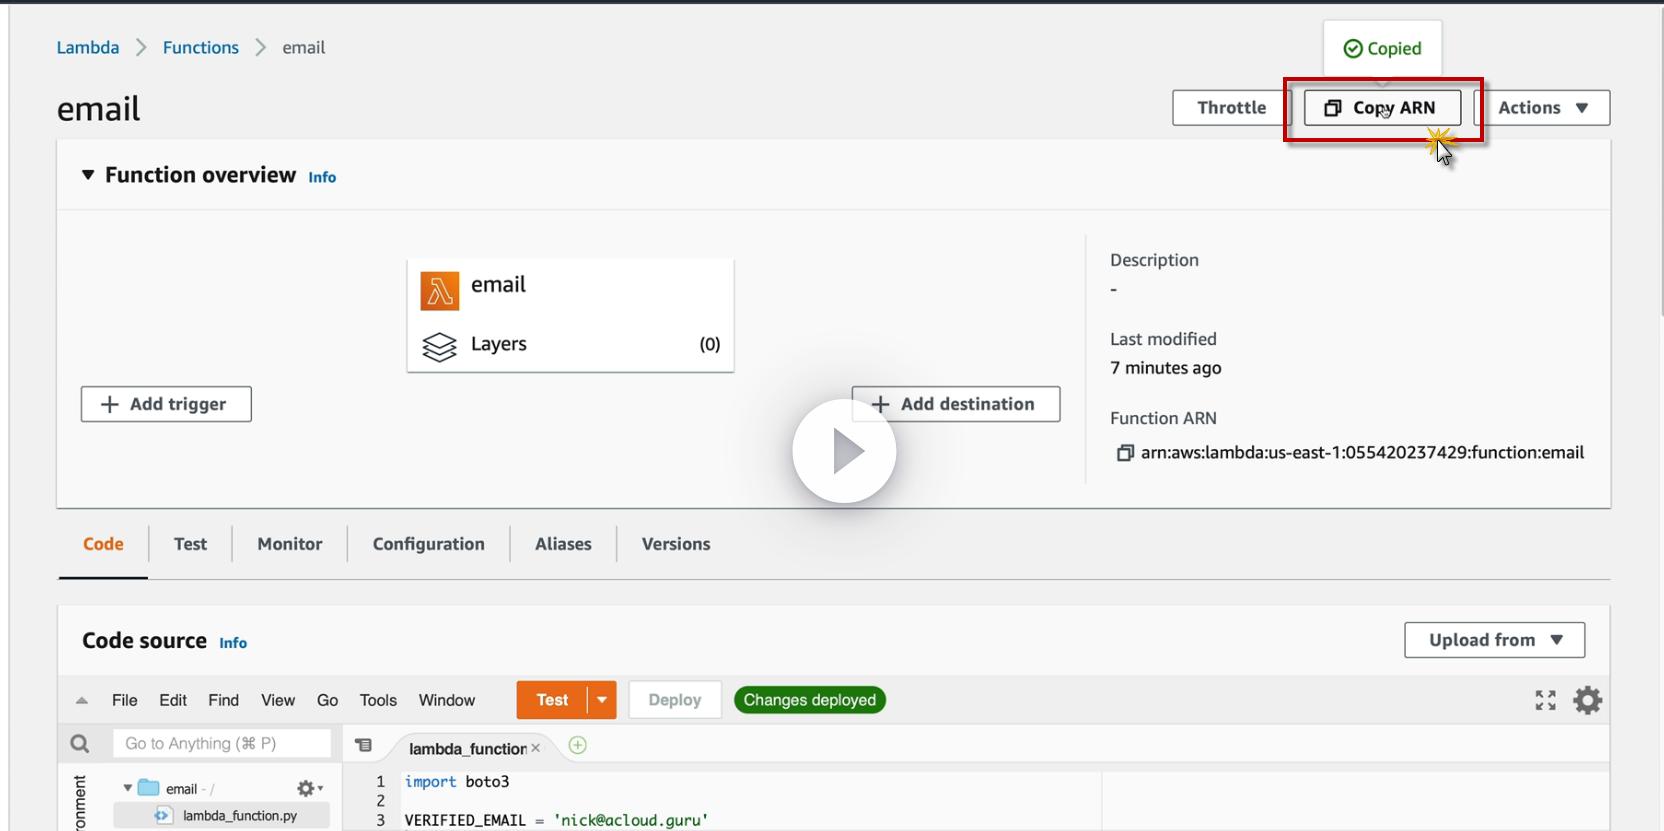 Lambda > Functions > email
Copied
email
Throttle Copy ARN Actions
Function overview Info
email
Layers (0)
Description
-
Last modified
7 minutes ago
Add trigger
Add destination
Function ARN
arn:aws:lambda:us-east-1:055420237429:function:email
Code Test Monitor Configuration Aliases Versions
Code source Info
Upload from
File Edit Find View Go Tools Window Test Deploy Changes deployed
Go to Anything (⌘ P)
lambda_function
email - /
lambda_function.py
1 import boto3
2
3 VERIFIED_EMAIL = 'nick@acloud.guru'